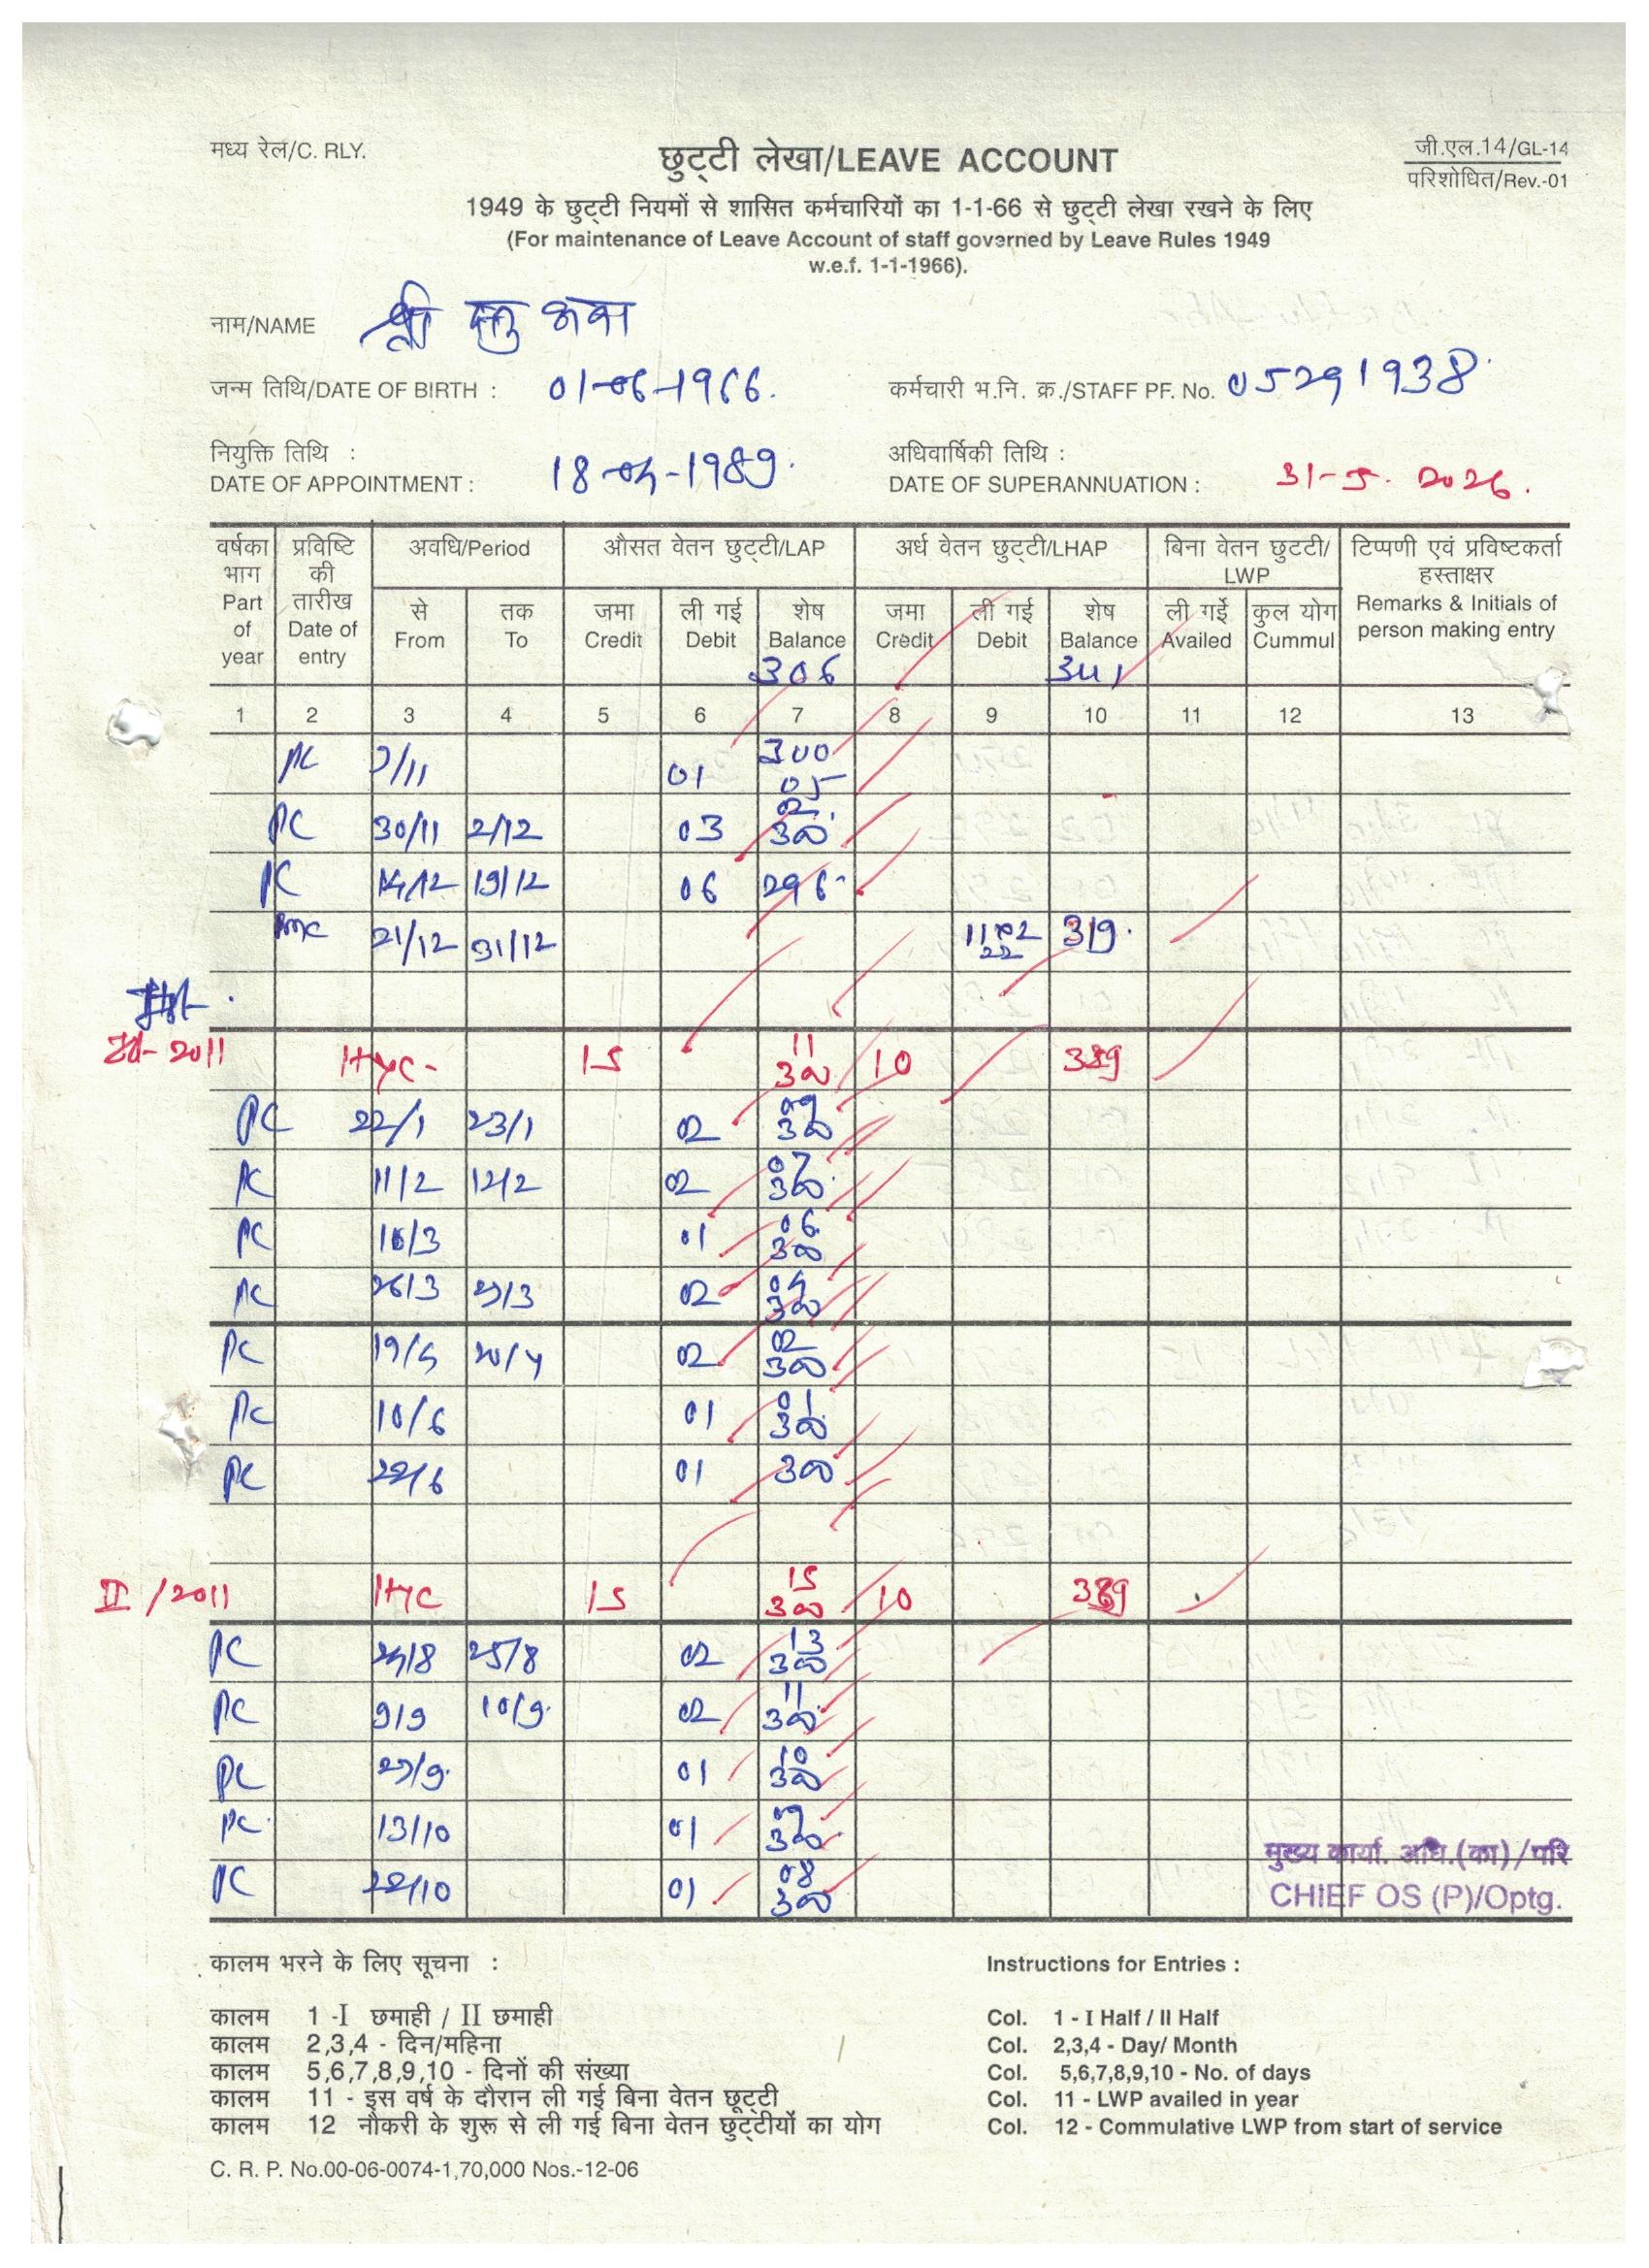 मध्य रेल/C. RLY.
छुट्टी लेखा/LEAVE ACCOUNT
जी.एल.14/GL-14
परिशोधित/Rev.-01
1949 के छुट्टी नियमों से शासित कर्मचारियों का 1-1-66 से छुट्टी लेखा रखने के लिए
(For maintenance of Leave Account of staff governed by Leave Rules 1949
w.e.f. 1-1-1966).
नाम/NAME श्री
जन्म तिथि/DATE OF BIRTH : 01-06-1966. कर्मचारी भ.नि. क्र./STAFF PF. No. 05291938
नियुक्ति तिथि : अधिवार्षिकी तिथि :
DATE OF APPOINTMENT : 18-04-1989. DATE OF SUPERANNUATION : 31-5-2026.
वर्षका भाग Part of year प्रविष्टि की तारीख Date of entry अवधि/Period औसत वेतन छुट्टी/LAP अर्ध वेतन छुट्टी/LHAP बिना वेतन छुटटी/ LWP टिप्पणी एवं प्रविष्टकर्ता हस्ताक्षर Remarks & Initials of person making entry
से From तक To जमा Credit ली गई Debit शेष Balance जमा Credit ली गई Debit शेष Balance ली गई Availed कुल योग Cummul
306 341
1 2 3 4 5 6 7 8 9 10 11 12 13
PC 7/11 01 300 05
PC 30/11 2/12 03 02 300
PC 14/12 19/12 06 296
21/12 31/12 11x02 22 319
2011 HYC 15 11 300 10
PC 22/1 23/1 02 09 300
PC 11/2 12/2 02 07 300
PC 16/3 01 06 300
PC 26/3 27/3 02 04 300
PC 19/4 20/4 02 02 300
PC 10/6 01 01 300
PC 22/6 01 300
II /2011 HYC 15 15 300 10
PC 24/8 25/8 02 13 300
PC 9/9 10/9 02 11 300
PC 27/9 01 10 300
PC 13/10 01 09 300
PC 22/10 01 08 300
मुख्य कार्या. अधि.(का)/परि
CHIEF OS (P)/Optg.
कालम भरने के लिए सूचना : Instructions for Entries :
कालम 1 -I छमाही / II छमाही Col. 1 - I Half / II Half
कालम 2,3,4 - दिन/महिना Col. 2,3,4 - Day/ Month
कालम 5,6,7,8,9,10 - दिनों की संख्या Col. 5,6,7,8,9,10 - No. of days
कालम 11 - इस वर्ष के दौरान ली गई बिना वेतन छूट्टी Col. 11 - LWP availed in year
कालम 12 नौकरी के शुरू से ली गई बिना वेतन छुट्टीयों का योग Col. 12 - Commulative LWP from start of service
C. R. P. No.00-06-0074-1,70,000 Nos.-12-06